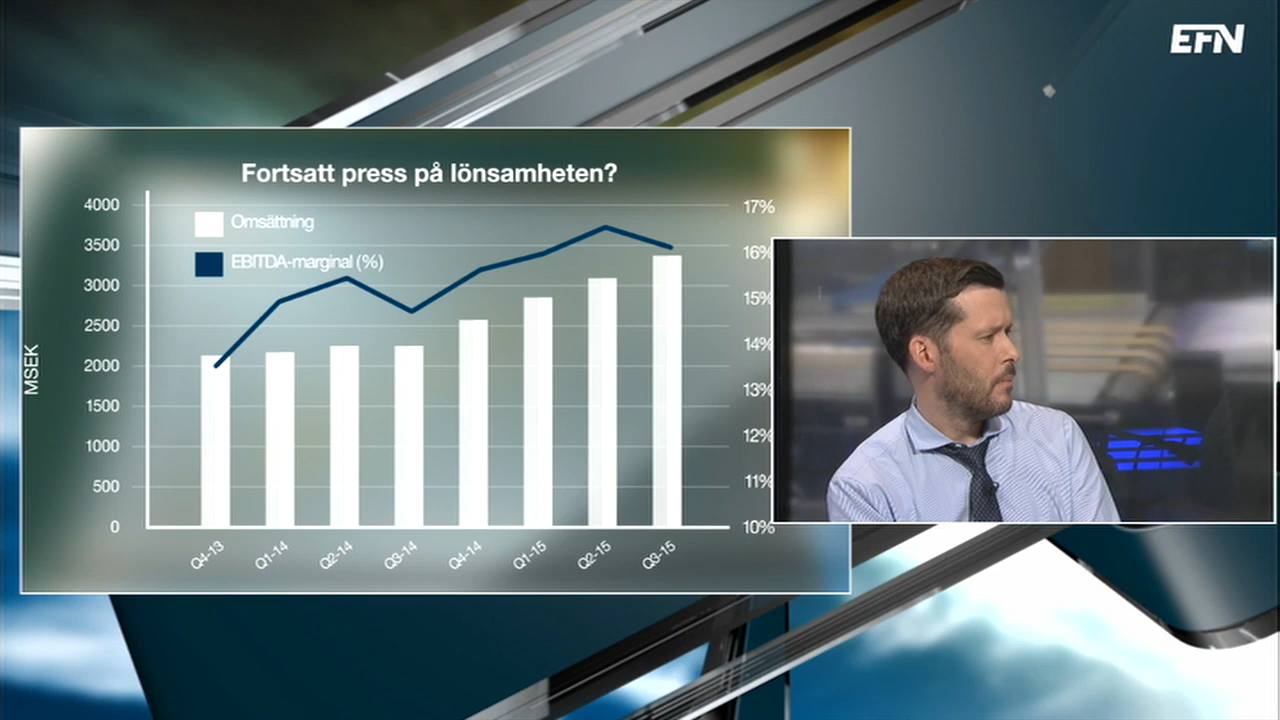 EFN
Fortsatt press på lönsamheten?
Omsättning
EBITDA-marginal (%)
MSEK
4000
3500
3000
2500
2000
1500
1000
500
0
17%
16%
15%
14%
13%
12%
11%
10%
Q4-13
Q1-14
Q2-14
Q3-14
Q4-14
Q1-15
Q2-15
Q3-15